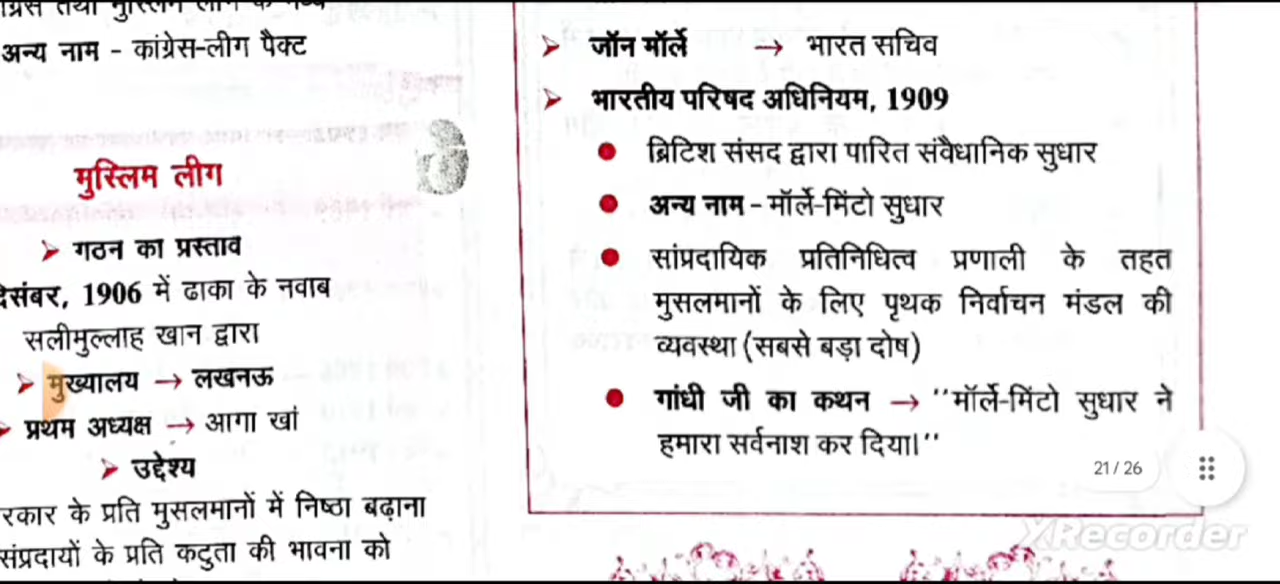 अन्य नाम - कांग्रेस-लीग पैक्ट
मुस्लिम लीग
➤ गठन का प्रस्ताव
दिसंबर, 1906 में ढाका के नवाब
सलीमुल्लाह खान द्वारा
➤ मुख्यालय → लखनऊ
➤ प्रथम अध्यक्ष → आगा खां
➤ उद्देश्य
रकार के प्रति मुसलमानों में निष्ठा बढ़ाना
संप्रदायों के प्रति कटुता की भावना को
➤ जॉन मॉर्ले → भारत सचिव
➤ भारतीय परिषद अधिनियम, 1909
● ब्रिटिश संसद द्वारा पारित संवैधानिक सुधार
● अन्य नाम - मॉर्ले-मिंटो सुधार
● सांप्रदायिक प्रतिनिधित्व प्रणाली के तहत
मुसलमानों के लिए पृथक निर्वाचन मंडल की
व्यवस्था (सबसे बड़ा दोष)
● गांधी जी का कथन → ''मॉर्ले-मिंटो सुधार ने
हमारा सर्वनाश कर दिया।''
21 / 26
XRecorder